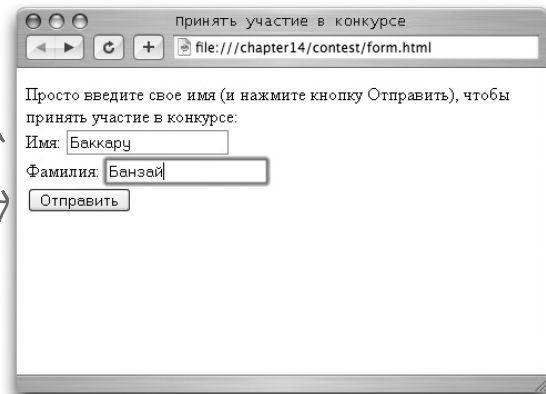 Принять участие в конкурсе
file:///chapter14/contest/form.html
Просто введите свое имя (и нажмите кнопку Отправить), чтобы
принять участие в конкурсе:
Имя: Баккару
Фамилия: Банзай
Отправить